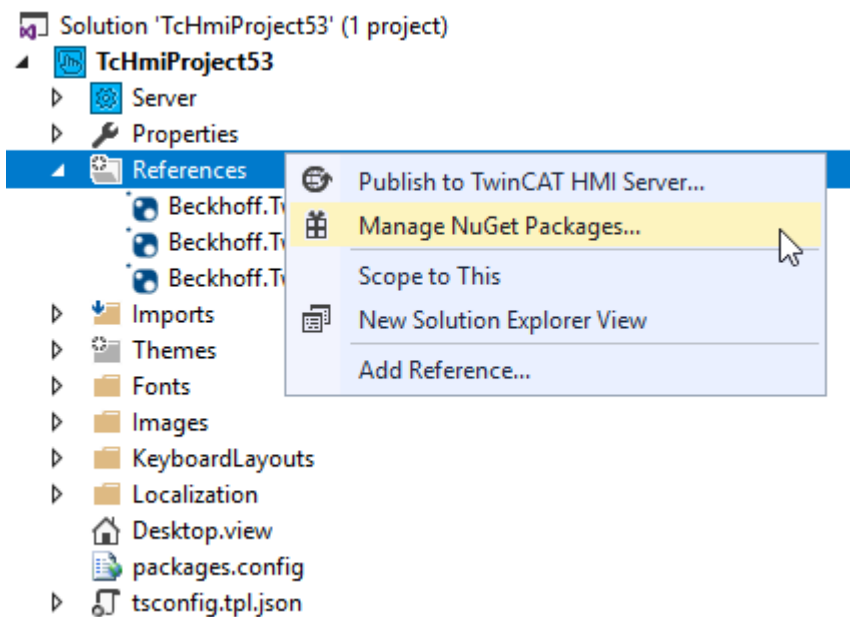 Solution 'TcHmiProject53' (1 project)
TcHmiProject53
Server
Properties
References
Publish to TwinCAT HMI Server...
Beckhoff.Tw
Manage NuGet Packages...
Beckhoff.Tw
Beckhoff.Tw
Scope to This
Imports
New Solution Explorer View
Themes
Add Reference...
Fonts
Images
KeyboardLayouts
Localization
Desktop.view
packages.config
tsconfig.tpl.json